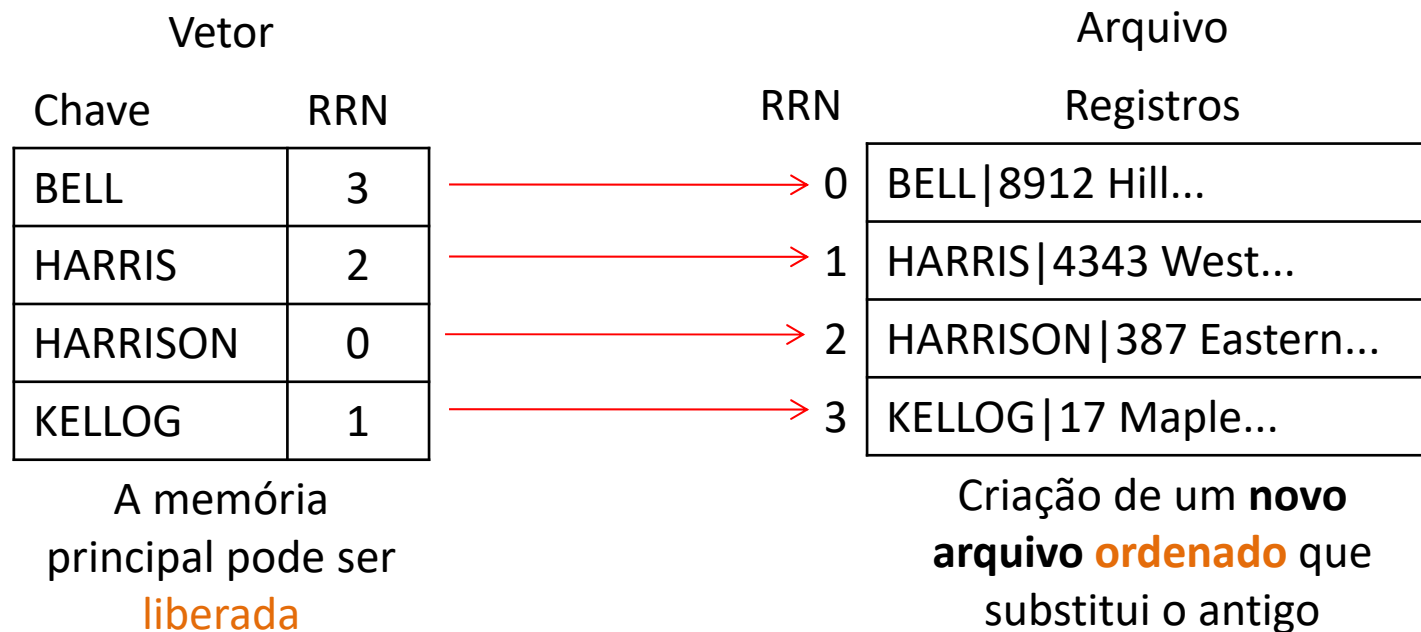 Vetor
Arquivo
Chave RRN
RRN Registros
BELL 3
0 BELL|8912 Hill...
HARRIS 2
1 HARRIS|4343 West...
HARRISON 0
2 HARRISON|387 Eastern...
KELLOG 1
3 KELLOG|17 Maple...
A memória
principal pode ser
liberada
Criação de um novo
arquivo ordenado que
substitui o antigo